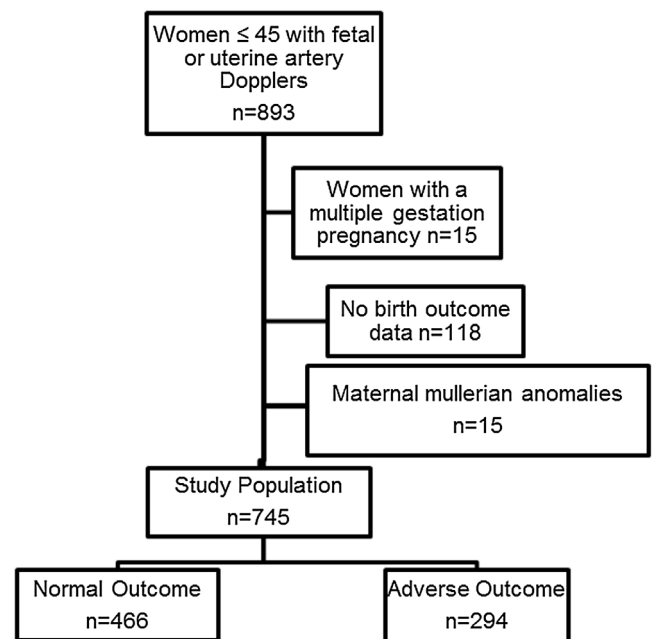 Women ≤ 45 with fetal
or uterine artery
Dopplers
n=893
Women with a
multiple gestation
pregnancy n=15
No birth outcome
data n=118
Maternal mullerian anomalies
n=15
Study Population
n=745
Normal Outcome
n=466
Adverse Outcome
n=294